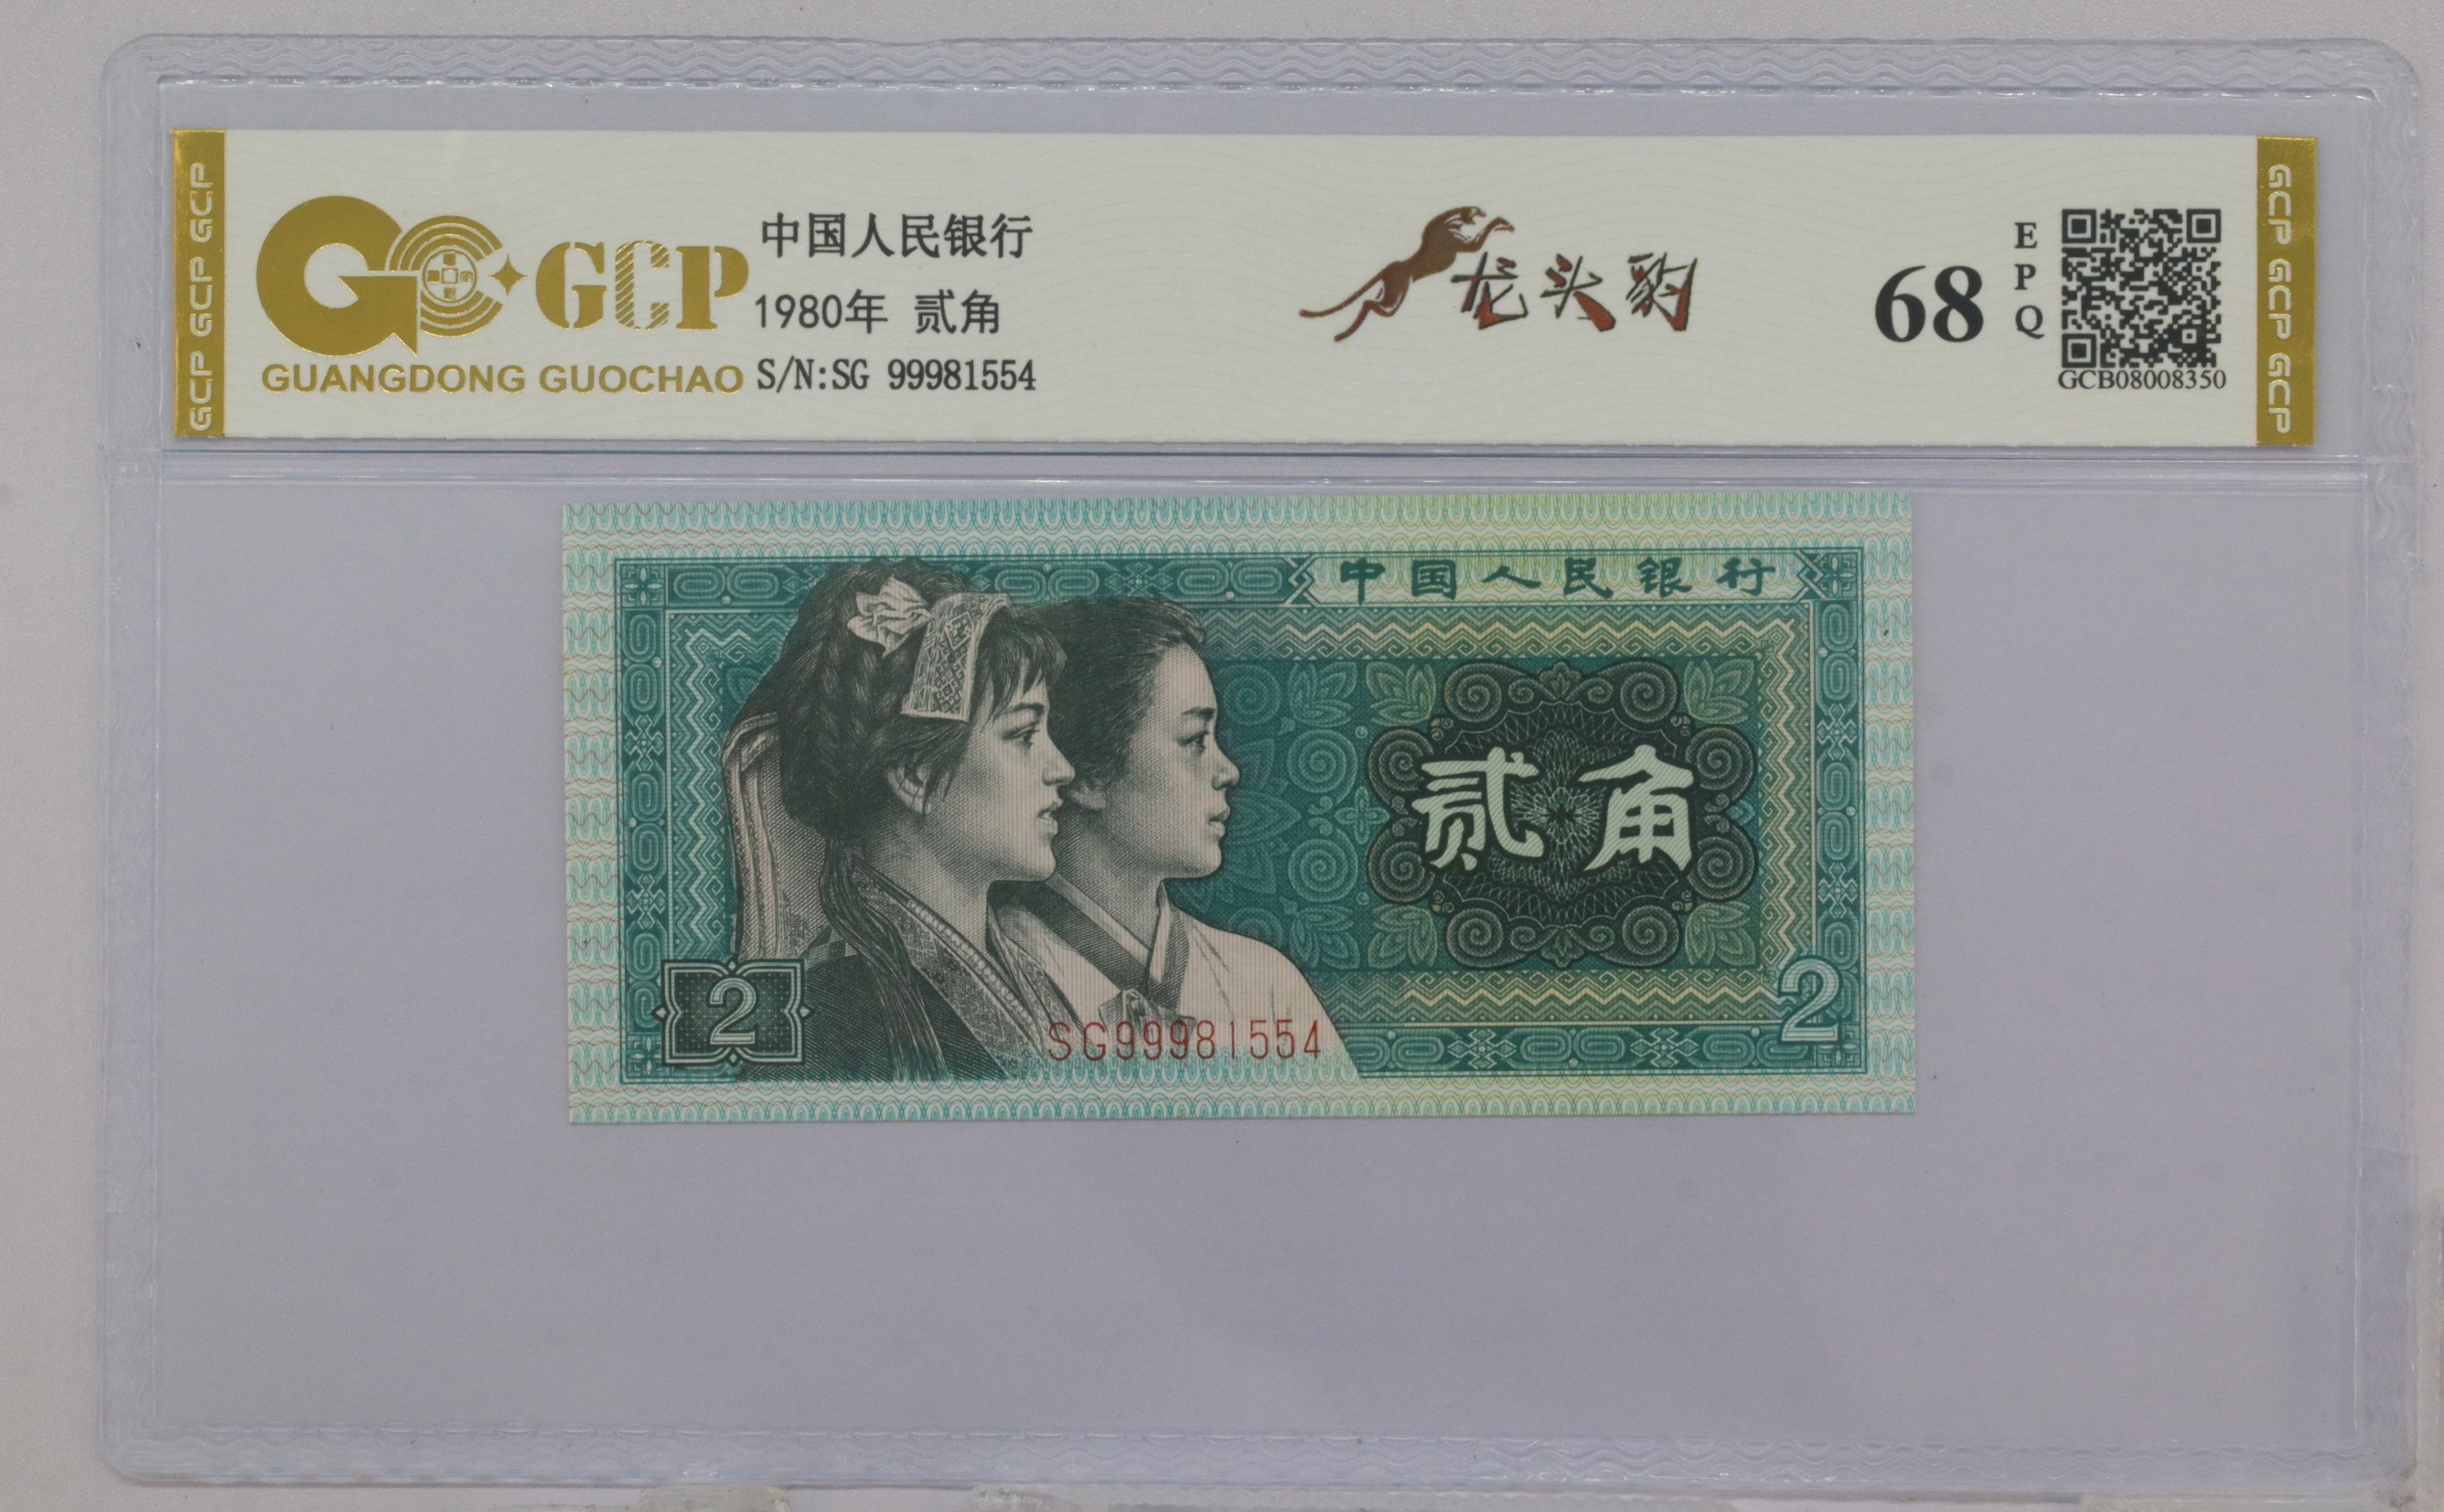 GCP GCP GCP
GCP
GUANGDONG GUOCHAO
中国人民银行
1980年 贰角
S/N:SG 99981554
龙头豹
68
EPQ
GCB08008350
GCP GCP GCP
中国人民银行
贰角
2
SG99981554
2